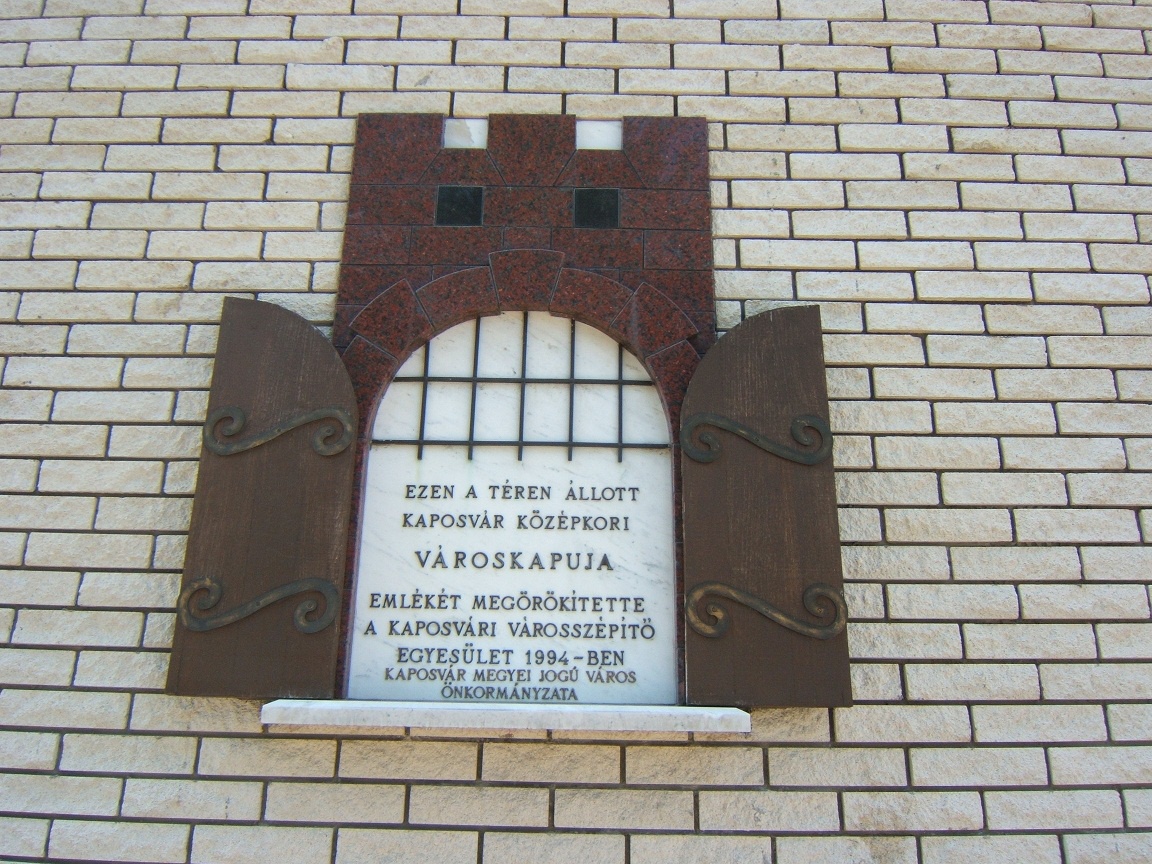 EZEN A TÉREN ÁLLOTT
KAPOSVÁR KÖZÉPKORI
VÁROSKAPUJA
EMLÉKÉT MEGÖRÖKÍTETTE
A KAPOSVÁRI VÁROSSZÉPÍTŐ
EGYESÜLET 1994-BEN
KAPOSVÁR MEGYEI JOGÚ VÁROS
ÖNKORMÁNYZATA